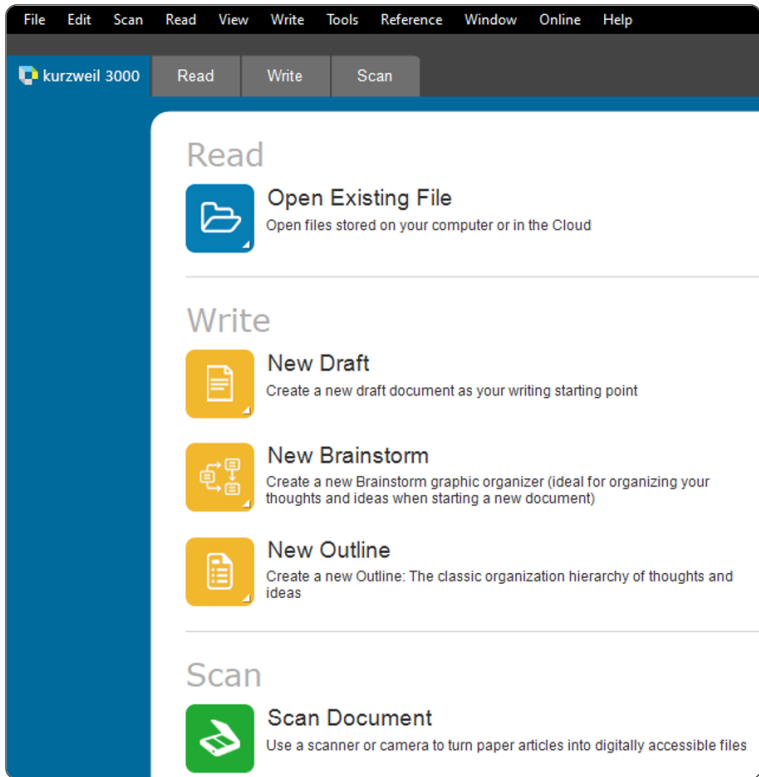 File Edit Scan Read View Write Tools Reference Window Online Help
kurzweil 3000 Read Write Scan
Read
Open Existing File
Open files stored on your computer or in the Cloud
Write
New Draft
Create a new draft document as your writing starting point
New Brainstorm
Create a new Brainstorm graphic organizer (ideal for organizing your
thoughts and ideas when starting a new document)
New Outline
Create a new Outline: The classic organization hierarchy of thoughts and
ideas
Scan
Scan Document
Use a scanner or camera to turn paper articles into digitally accessible files